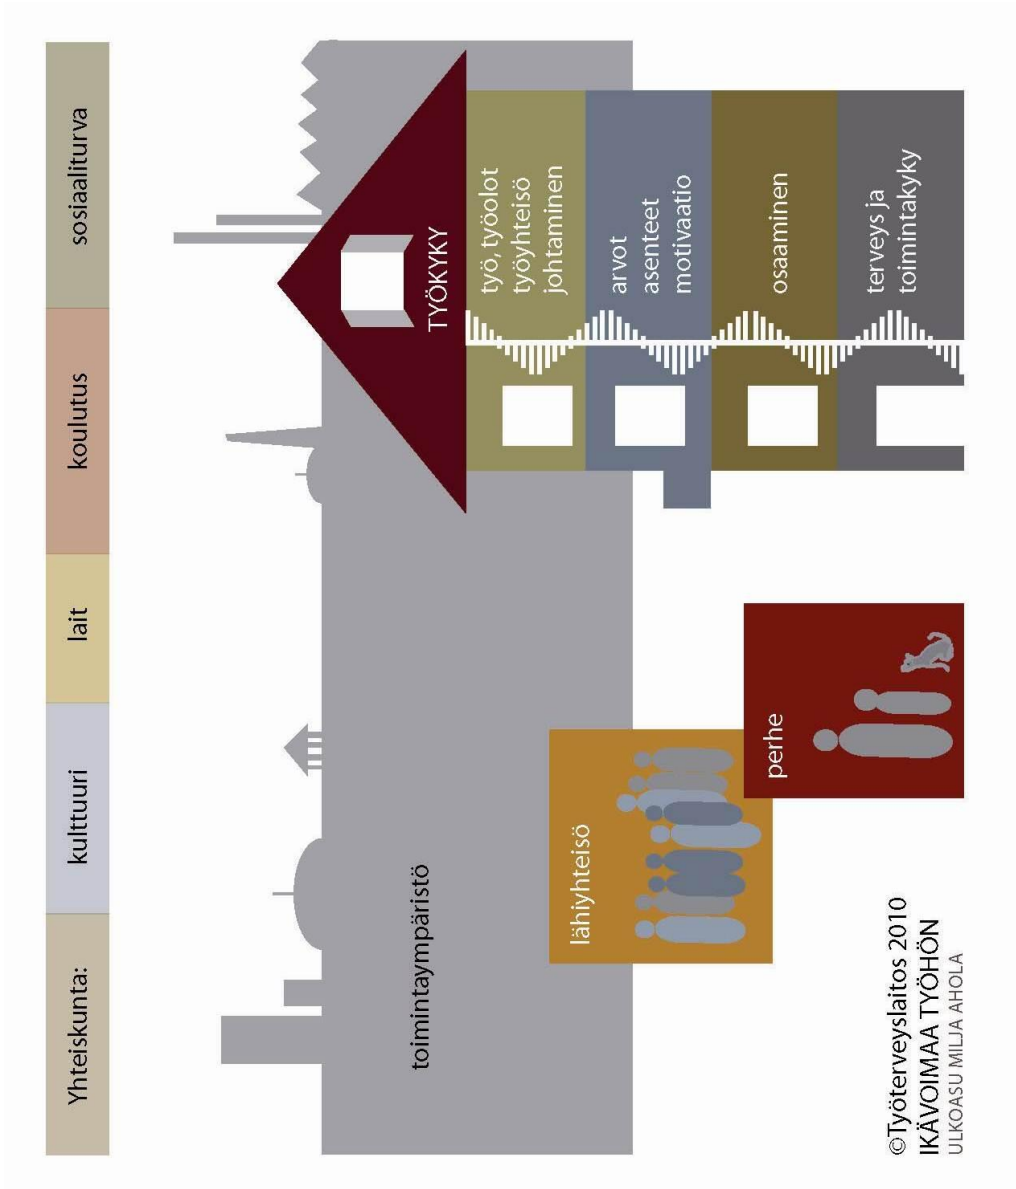 Yhteiskunta:
kulttuuri
lait
koulutus
sosiaaliturva
toimintaympäristö
TYÖKYKY
työ, työolot
työyhteisö
johtaminen
arvot
asenteet
motivaatio
osaaminen
terveys ja
toimintakyky
lähiyhteisö
perhe
©Työterveyslaitos 2010
IKÄVOIMAA TYÖHÖN
ULKOASU MILJA AHOLA